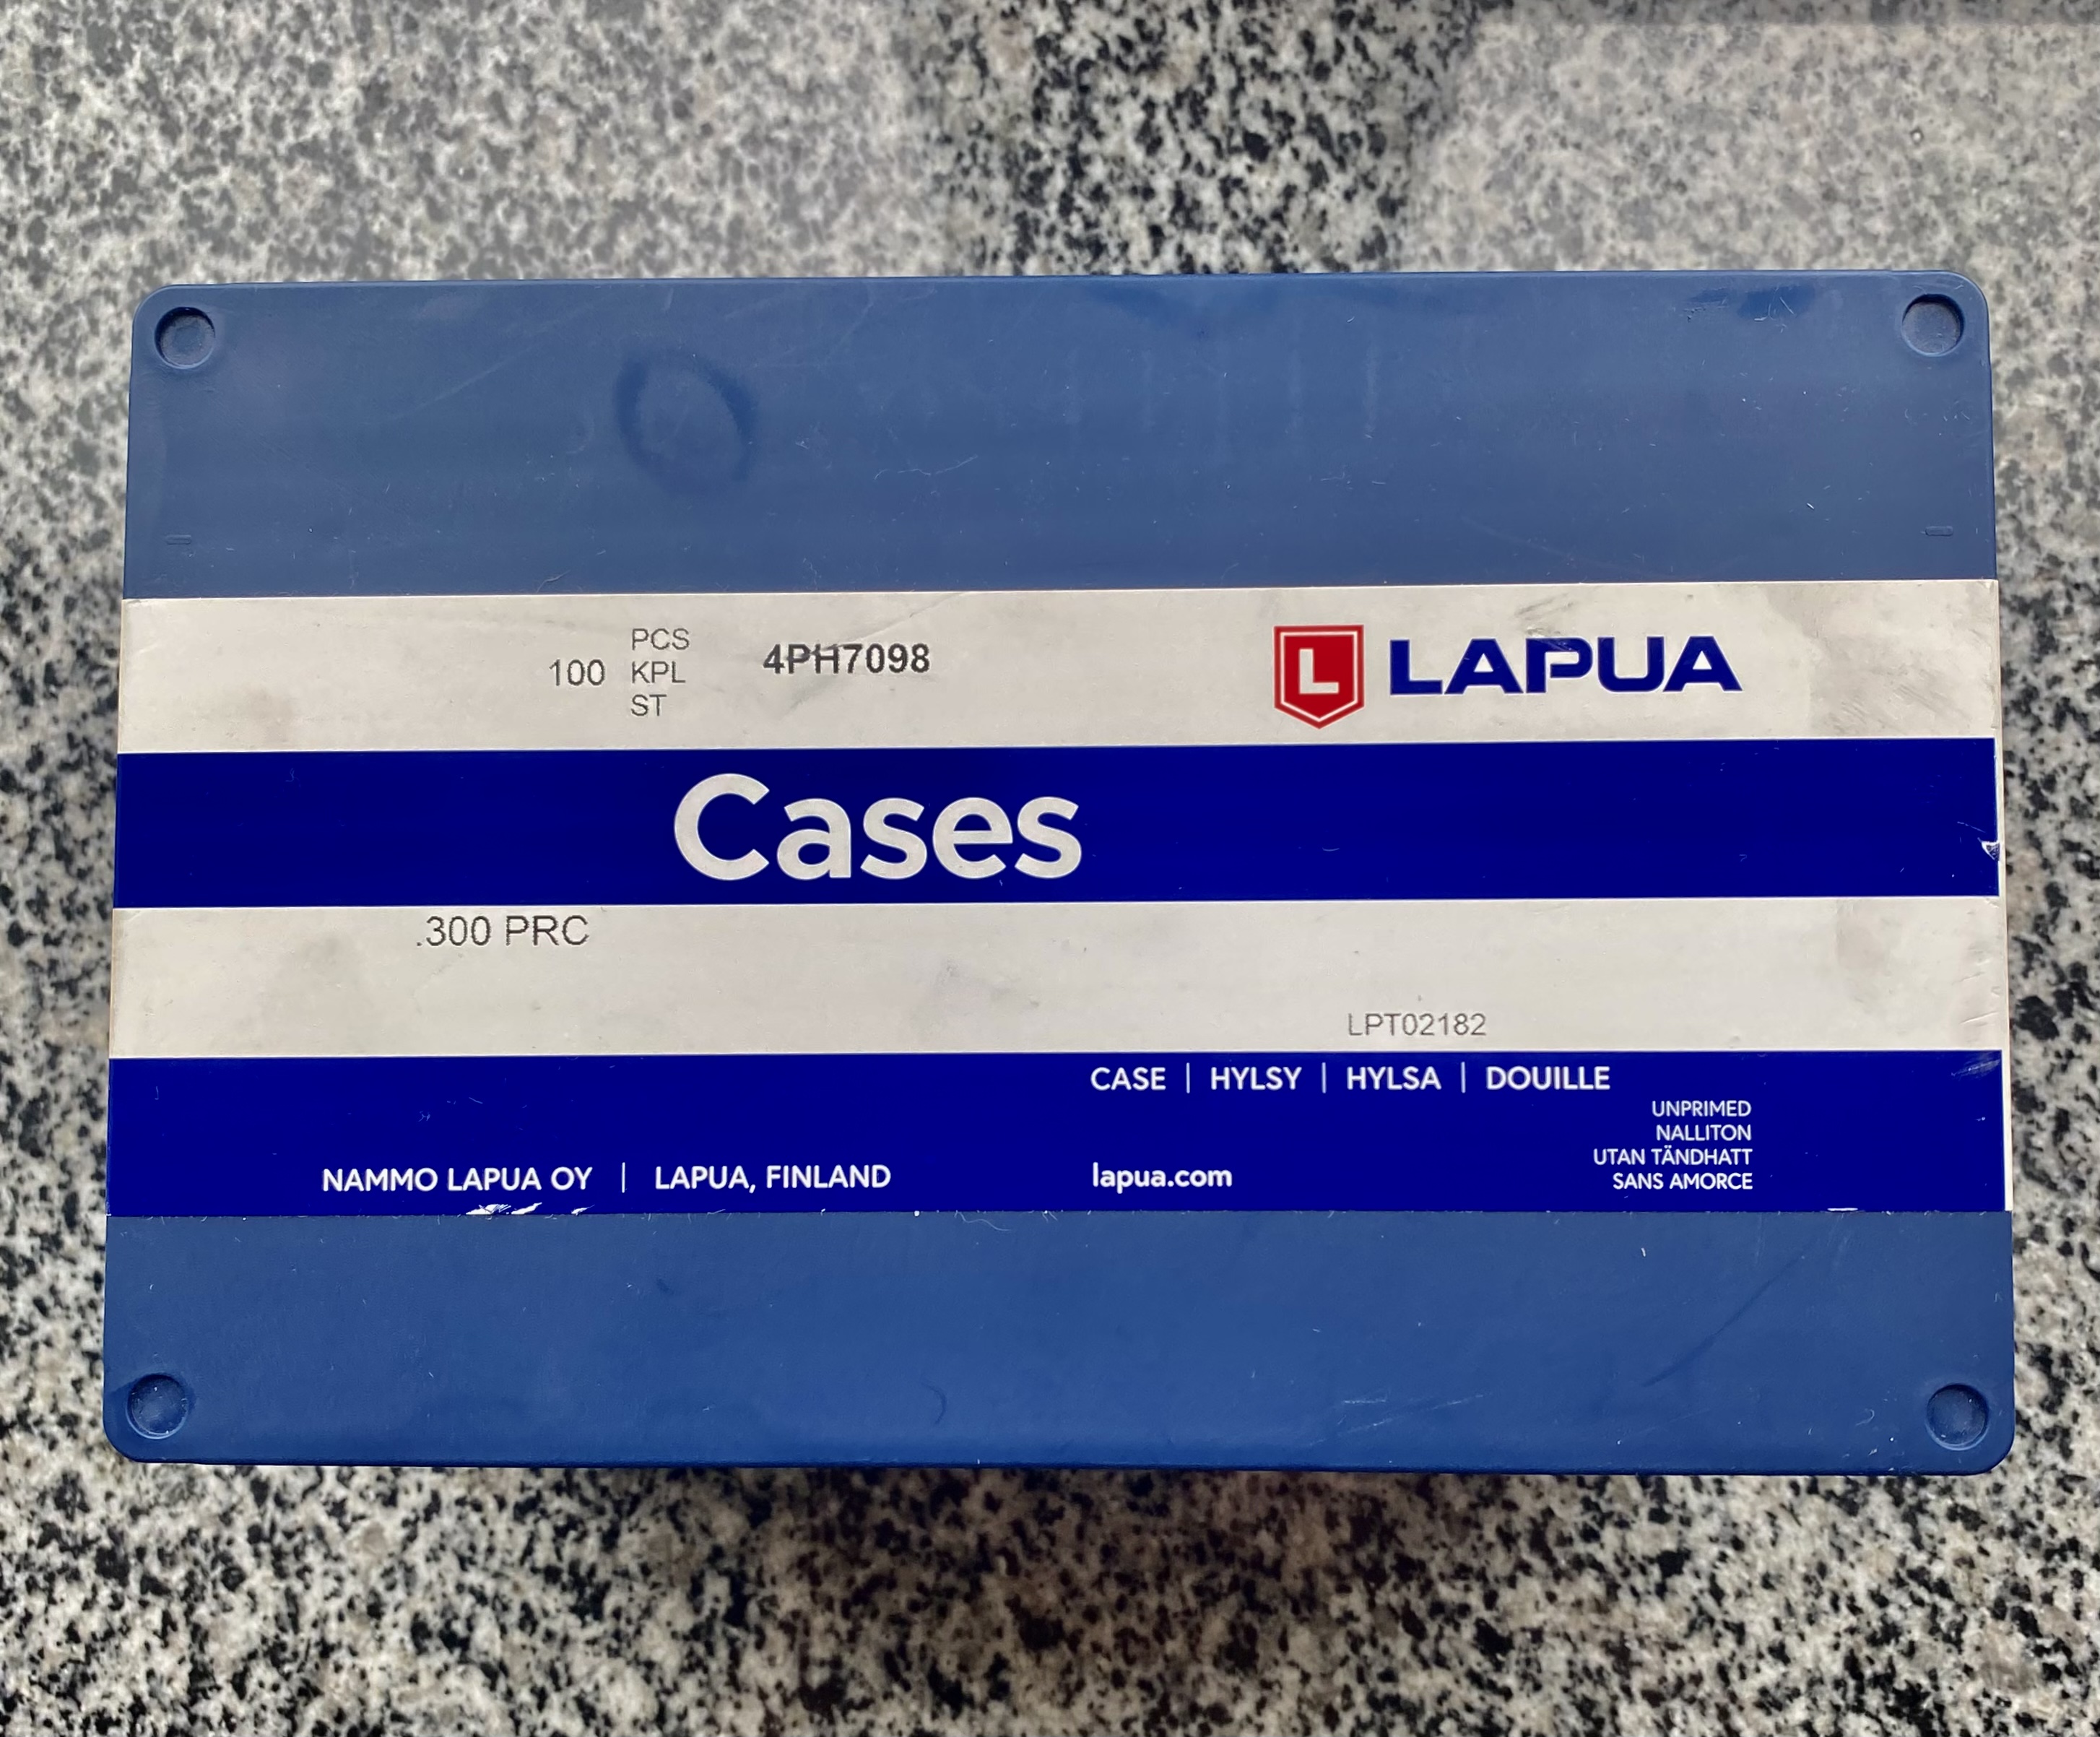 PCS
100 KPL 4PH7098
ST
L LAPUA
Cases
.300 PRC
LPT02182
CASE | HYLSY | HYLSA | DOUILLE
UNPRIMED
NALLITON
UTAN TÄNDHATT
SANS AMORCE
NAMMO LAPUA OY | LAPUA, FINLAND
lapua.com